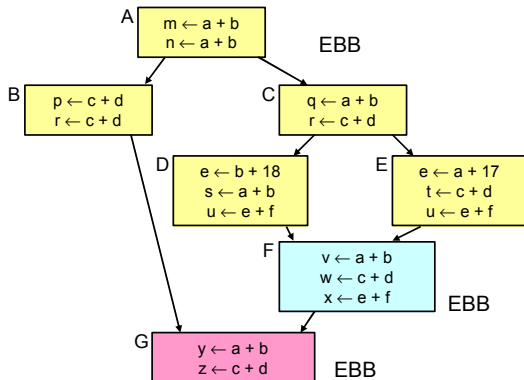 A
m ← a + b
n ← a + b
EBB
B
p ← c + d
r ← c + d
C
q ← a + b
r ← c + d
D
e ← b + 18
s ← a + b
u ← e + f
E
e ← a + 17
t ← c + d
u ← e + f
F
v ← a + b
w ← c + d
x ← e + f
EBB
G
y ← a + b
z ← c + d
EBB